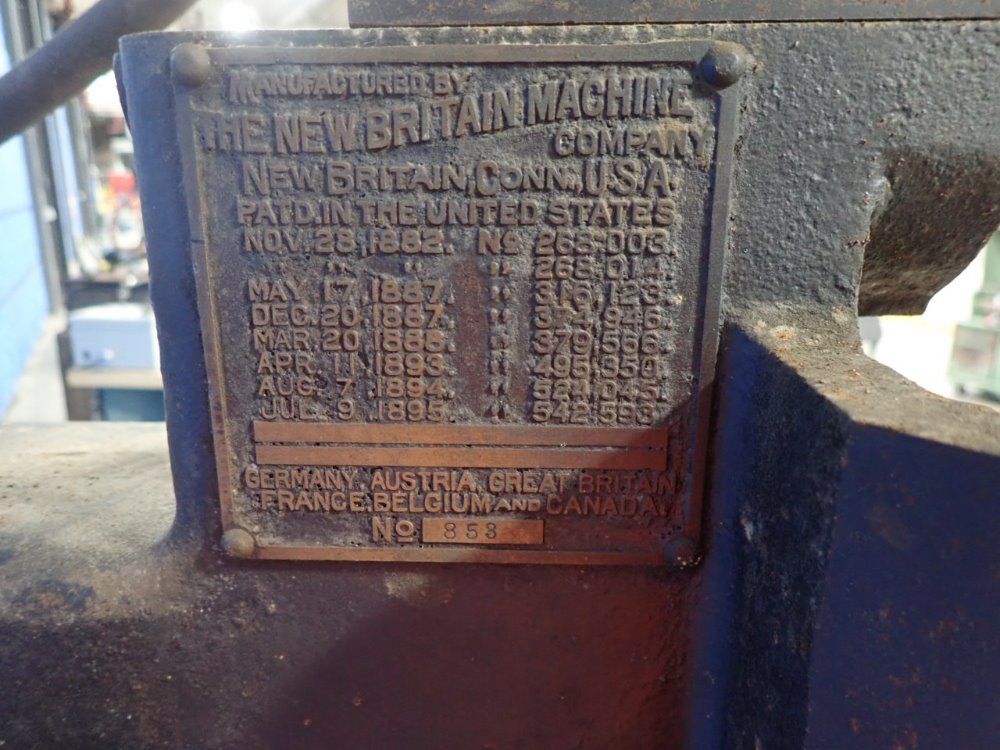 MANUFACTURED BY
THE NEW BRITAIN MACHINE
COMPANY
NEW BRITAIN, CONN., U.S.A.
PAT'D. IN THE UNITED STATES
NOV. 28, 1882. No 268,003.
" " " " 268,014.
MAY. 17, 1887. " 316,123.
DEC. 20, 1887. " 374,946.
MAR. 20, 1888. " 379,566.
APR. 11, 1893. " 495,350.
AUG. 7, 1894. " 524,045.
JUL. 9, 1895. " 542,593.
GERMANY, AUSTRIA, GREAT BRITAIN
FRANCE, BELGIUM AND CANADA.
No 853